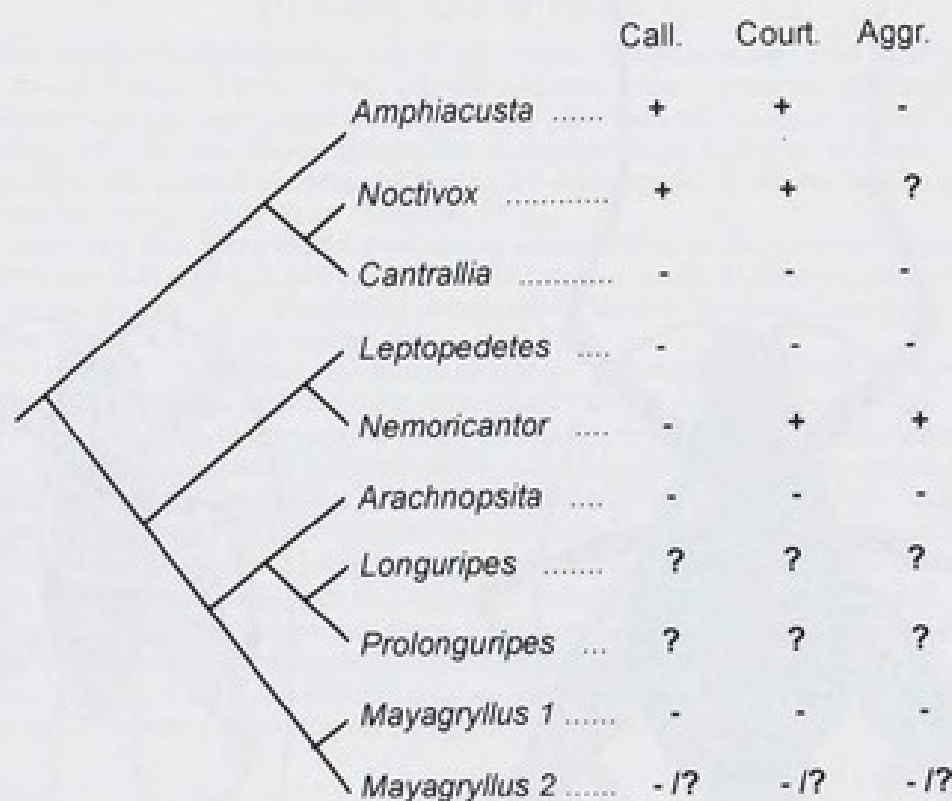 Call. Court. Aggr.
Amphiacusta ...... + + -
Noctivox ............ + + ?
Cantrallia ............ - - -
Leptopedetes .... - - -
Nemoricantor .... - + +
Arachnopsita .... - - -
Longuripes ....... ? ? ?
Prolonguripes ... ? ? ?
Mayagryllus 1 ...... - - -
Mayagryllus 2 ...... - /? - /? - /?